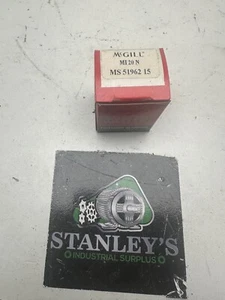 McGILL
MI 20 N
MS 51962 15
STANLEY'S
INDUSTRIAL SURPLUS